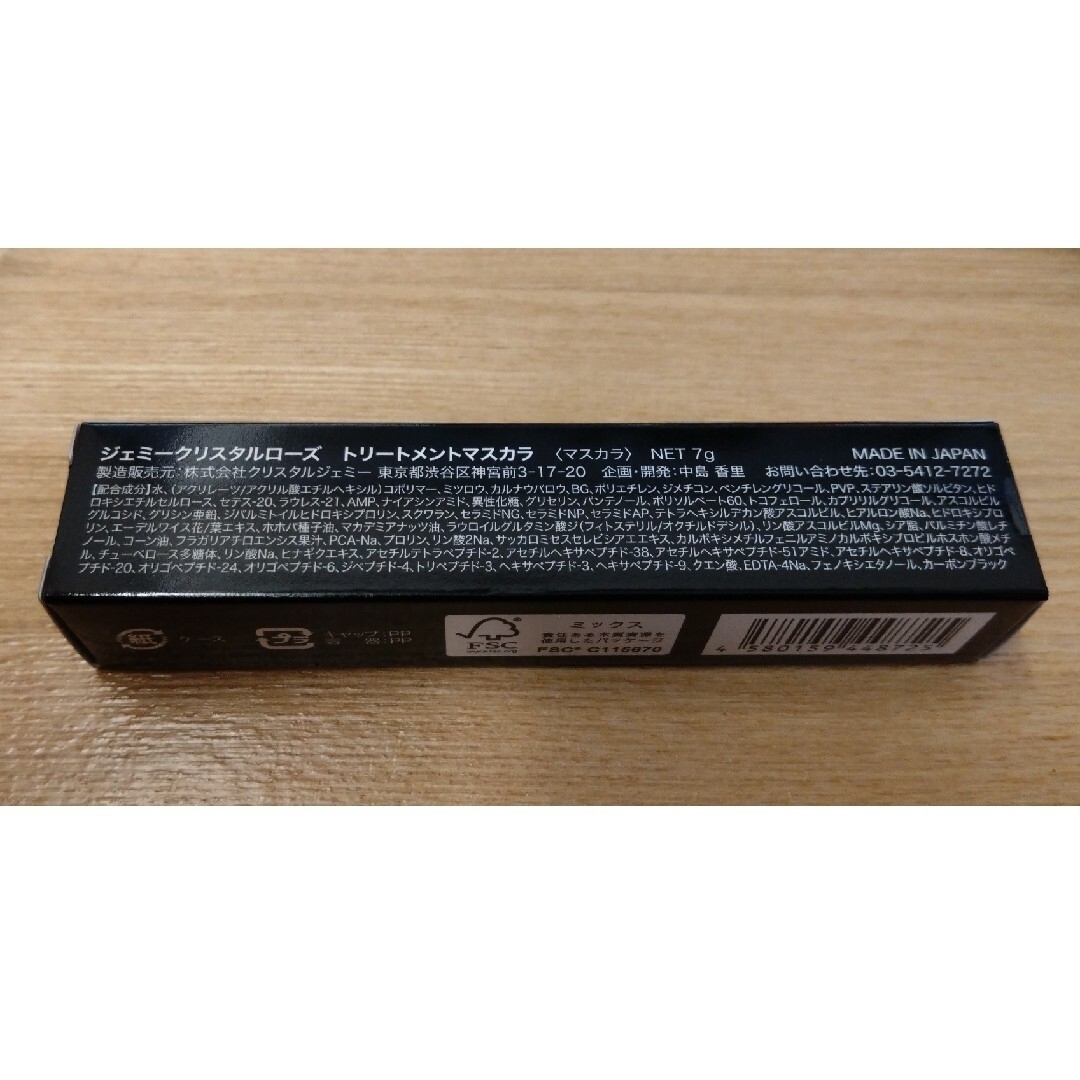 ジェミークリスタルローズ　トリートメントマスカラ　〈マスカラ〉　NET 7g　MADE IN JAPAN
製造販売元：株式会社クリスタルジェミー 東京都渋谷区神宮前3-17-20　企画・開発：中島 香里　お問い合わせ先：03-5412-7272
【配合成分】水、(アクリレーツ/アクリル酸エチルヘキシル)コポリマー、ミツロウ、カルナウバロウ、BG、ポリエチレン、ジメチコン、ペンチレングリコール、PVP、ステアリン酸ソルビタン、ヒド
ロキシエチルセルロース、セテス-20、ラウレス-21、AMP、ナイアシンアミド、異性化糖、グリセリン、パンテノール、ポリソルベート60、トコフェロール、カプリリルグリコール、アスコルビル
グルコシド、グリシン亜鉛、ジパルミトイルヒドロキシプロリン、スクワラン、セラミドNG、セラミドNP、セラミドAP、テトラヘキシルデカン酸アスコルビル、ヒアルロン酸Na、ヒドロキシプロ
リン、エーデルワイス花/葉エキス、ホホバ種子油、マカデミアナッツ油、ラウロイルグルタミン酸ジ(フィトステリル/オクチルドデシル)、リン酸アスコルビルMg、シア脂、パルミチン酸レチ
ノール、コーン油、フラガリアチロエンシス果汁、PCA-Na、プロリン、リン酸2Na、サッカロミセスセレビシアエエキス、カルボキシメチルフェニルアミノカルボキシプロピルホスホン酸メチ
ル、チューベロース多糖体、リン酸Na、ヒナギクエキス、アセチルテトラペプチド-2、アセチルヘキサペプチド-38、アセチルヘキサペプチド-51アミド、アセチルヘキサペプチド-8、オリゴペ
プチド-20、オリゴペプチド-24、オリゴペプチド-6、ジペプチド-4、トリペプチド-3、ヘキサペプチド-3、ヘキサペプチド-9、クエン酸、EDTA-4Na、フェノキシエタノール、カーボンブラック
紙 ケース
プラ キャップ：PP
容　器：PP
FSC
ミックス
責任ある木質資源を
使用したパッケージ
FSC® C115670
4 580159 448725